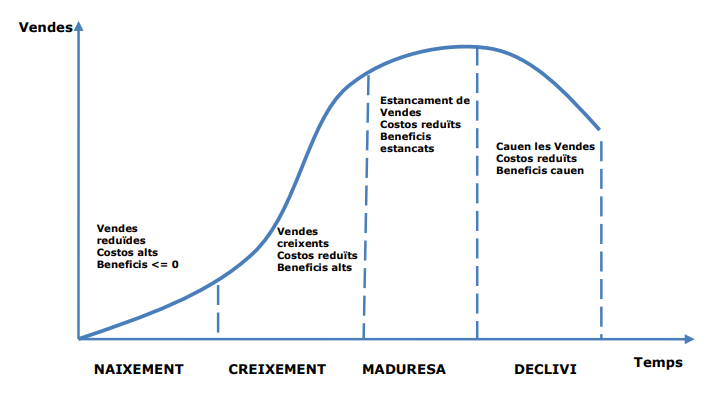 Vendes
Estancament de
Vendes
Costos reduïts
Beneficis
estancats
Cauen les Vendes
Costos reduïts
Beneficis cauen
Vendes
reduïdes
Costos alts
Beneficis <= 0
Vendes
creixents
Costos reduïts
Beneficis alts
Temps
NAIXEMENT
CREIXEMENT
MADURESA
DECLIVI